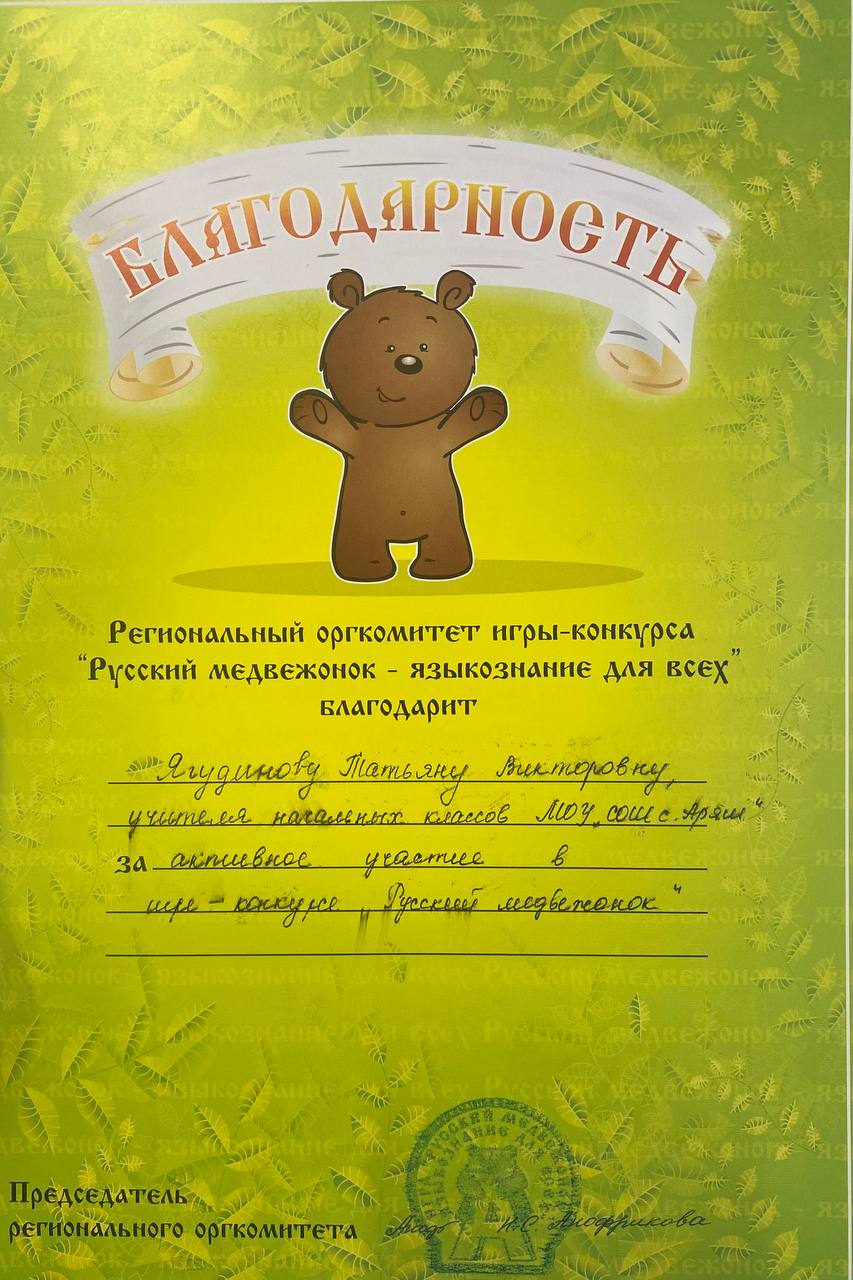 БЛАГОДАРНОСТЬ
Региональный оргкомитет игры-конкурса
“Русский медвежонок - языкознание для всех”
благодарит
Ягудинову Татьяну Викторовну,
учителя начальных классов МОУ „СОШ с. Аряш“
за активное участие в
игре - конкурсе „Русский медвежонок“
Председатель
регионального оргкомитета